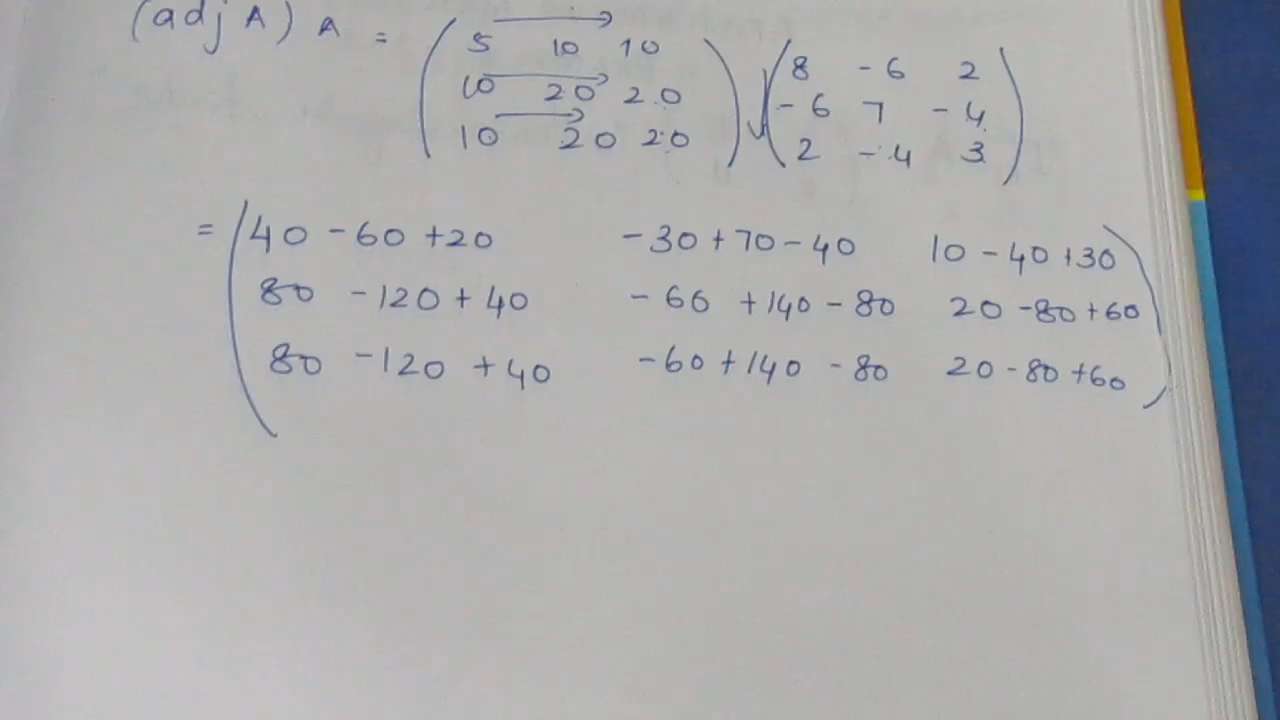 (adj A) A = ( 5 10 10 ) ( 8 -6 2 )
10 20 20 -6 7 -4
10 20 20 2 -4 3
= ( 40 -60 +20 -30 +70 -40 10 -40 +30 )
80 -120 +40 -60 +140 -80 20 -80 +60
80 -120 +40 -60 +140 -80 20 -80 +60